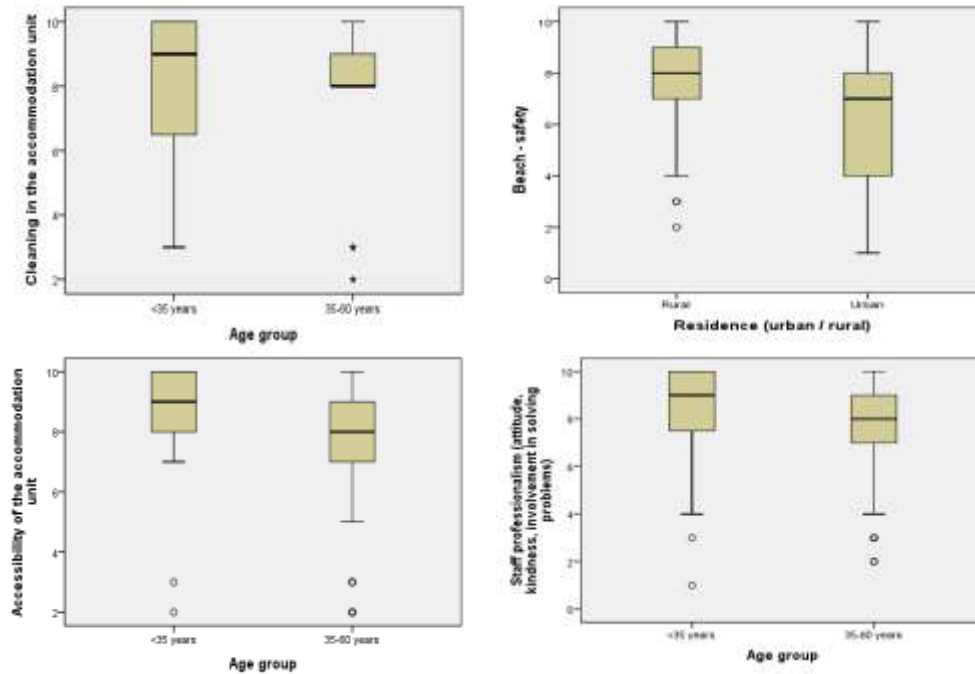 Cleaning in the accommodation unit
10
8
6
4
2
<35 years
35-60 years
Age group
Beach - safety
10
8
6
4
2
0
Rural
Urban
Residence (urban / rural)
Accessibility of the accommodation
unit
10
8
6
4
2
<35 years
35-60 years
Age group
Staff professionalism (attitude,
kindness, involvement in solving
problems)
10
8
6
4
2
0
<35 years
35-60 years
Age group